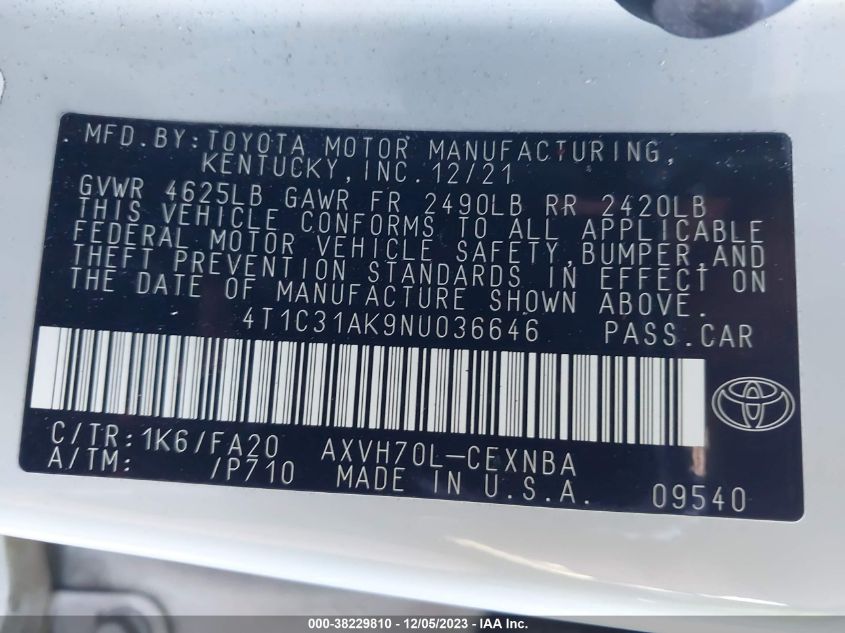 MFD. BY: TOYOTA MOTOR MANUFACTURING,
KENTUCKY, INC. 12/21
GVWR 4625LB GAWR FR 2490LB RR 2420LB
THIS VEHICLE CONFORMS TO ALL APPLICABLE
FEDERAL MOTOR VEHICLE SAFETY, BUMPER, AND
THEFT PREVENTION STANDARDS IN EFFECT ON
THE DATE OF MANUFACTURE SHOWN ABOVE.
4T1C31AK9NU036646 PASS.CAR
C/TR: 1K6/FA20 AXVH70L-CEXNBA
A/TM: /P710 MADE IN U.S.A. 09540
000-38229810 - 12/05/2023 - IAA Inc.